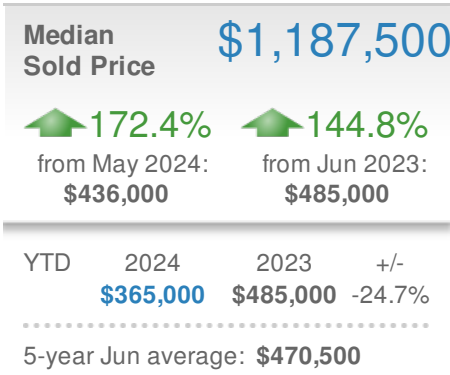 Median $1,187,500
Sold Price
172.4% 144.8%
from May 2024: from Jun 2023:
$436,000 $485,000
YTD 2024 2023 +/-
$365,000 $485,000 -24.7%
5-year Jun average: $470,500